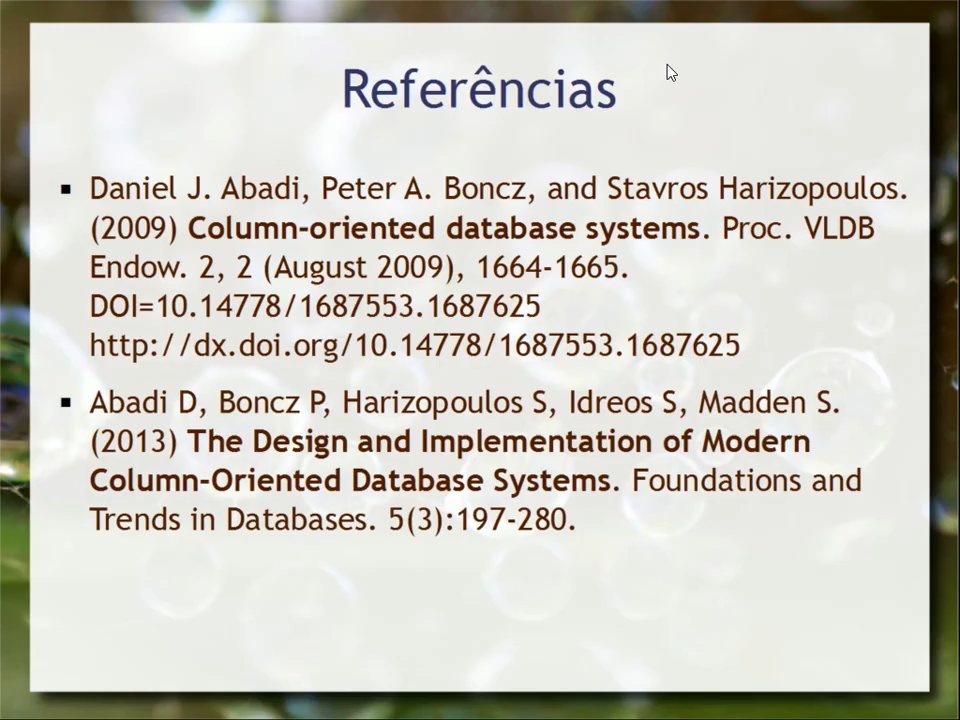 Referências
▪ Daniel J. Abadi, Peter A. Boncz, and Stavros Harizopoulos.
(2009) Column-oriented database systems. Proc. VLDB
Endow. 2, 2 (August 2009), 1664-1665.
DOI=10.14778/1687553.1687625
http://dx.doi.org/10.14778/1687553.1687625
▪ Abadi D, Boncz P, Harizopoulos S, Idreos S, Madden S.
(2013) The Design and Implementation of Modern
Column-Oriented Database Systems. Foundations and
Trends in Databases. 5(3):197-280.